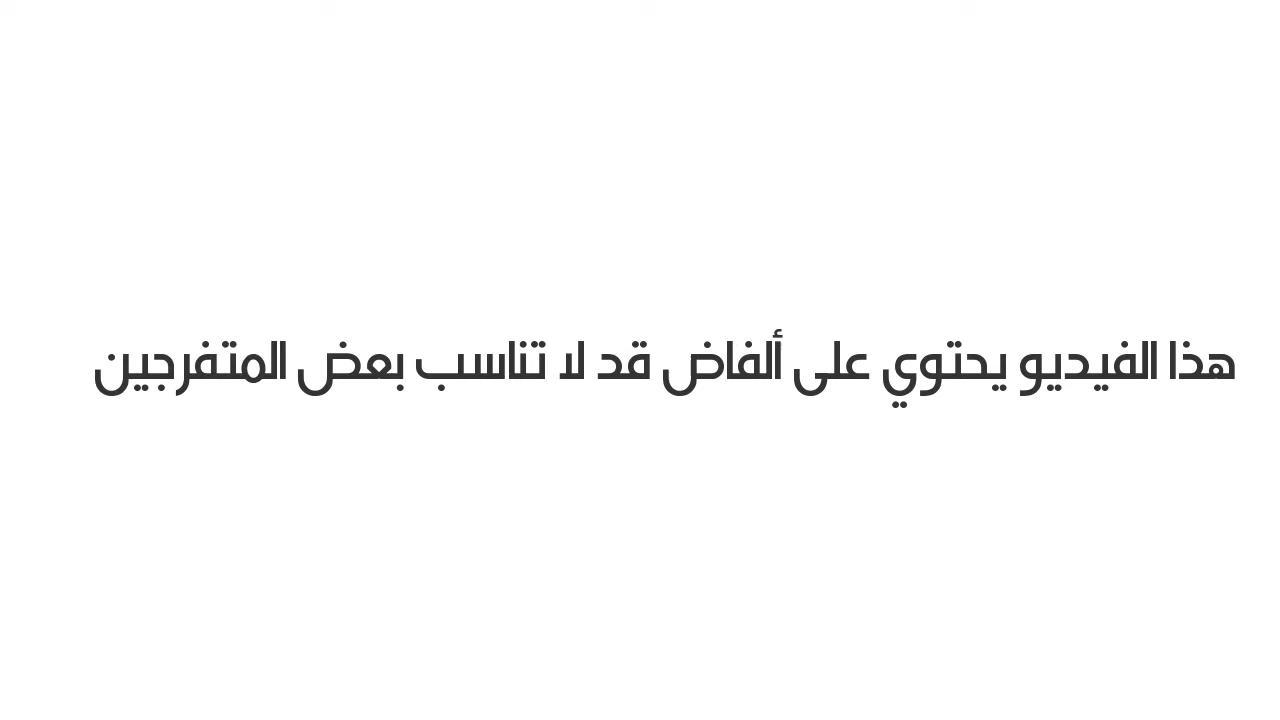 هذا الفيديو يحتوي على ألفاض قد لا تناسب بعض المتفرجين